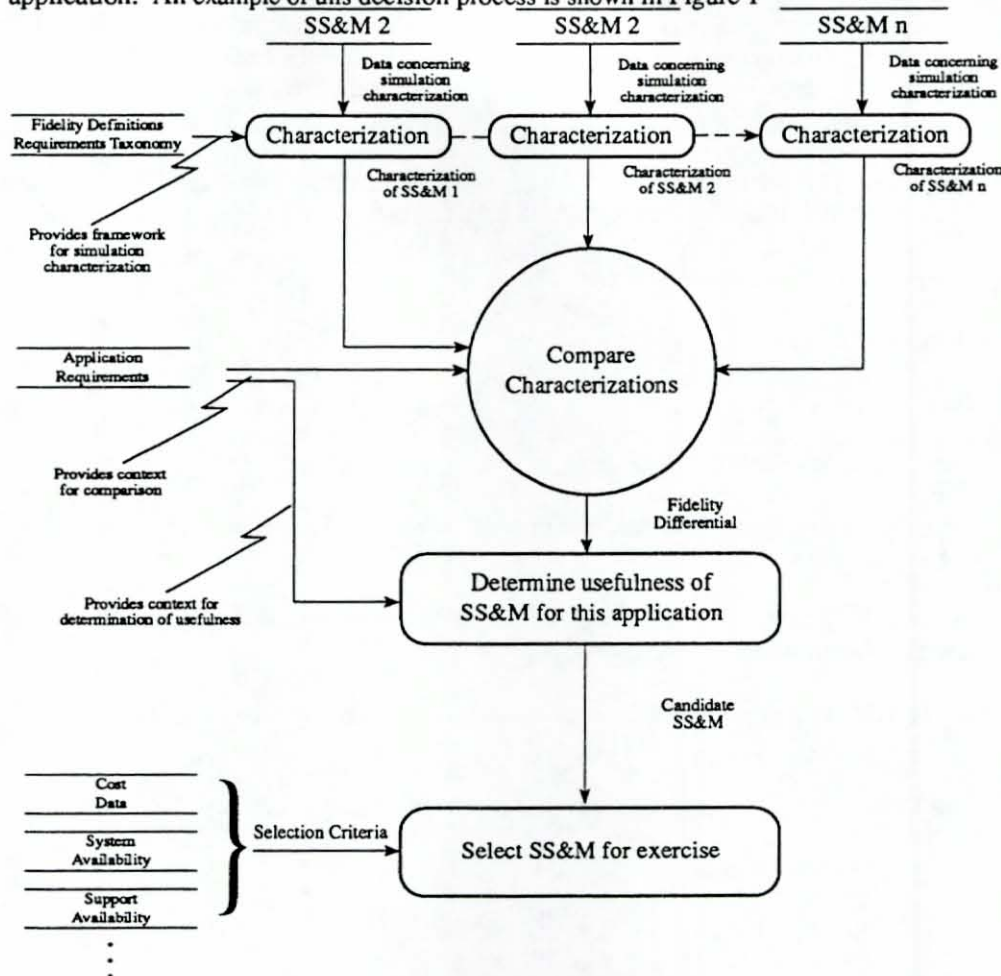 application. An example of this decision process is shown in Figure 1
SS&M 2
SS&M 2
SS&M n
Data concerning
simulation
characterization
Data concerning
simulation
characterization
Data concerning
simulation
characterization
Fidelity Definitions
Requirements Taxonomy
Characterization
Characterization
Characterization
Characterization
of SS&M 1
Characterization
of SS&M 2
Characterization
of SS&M n
Provides framework
for simulation
characterization
Compare
Characterizations
Application
Requirements
Provides context
for comparison
Fidelity
Differential
Determine usefulness of
SS&M for this application
Provides context for
determination of usefulness
Candidate
SS&M
Cost
Data
System
Availability
Support
Availability
Selection Criteria
Select SS&M for exercise